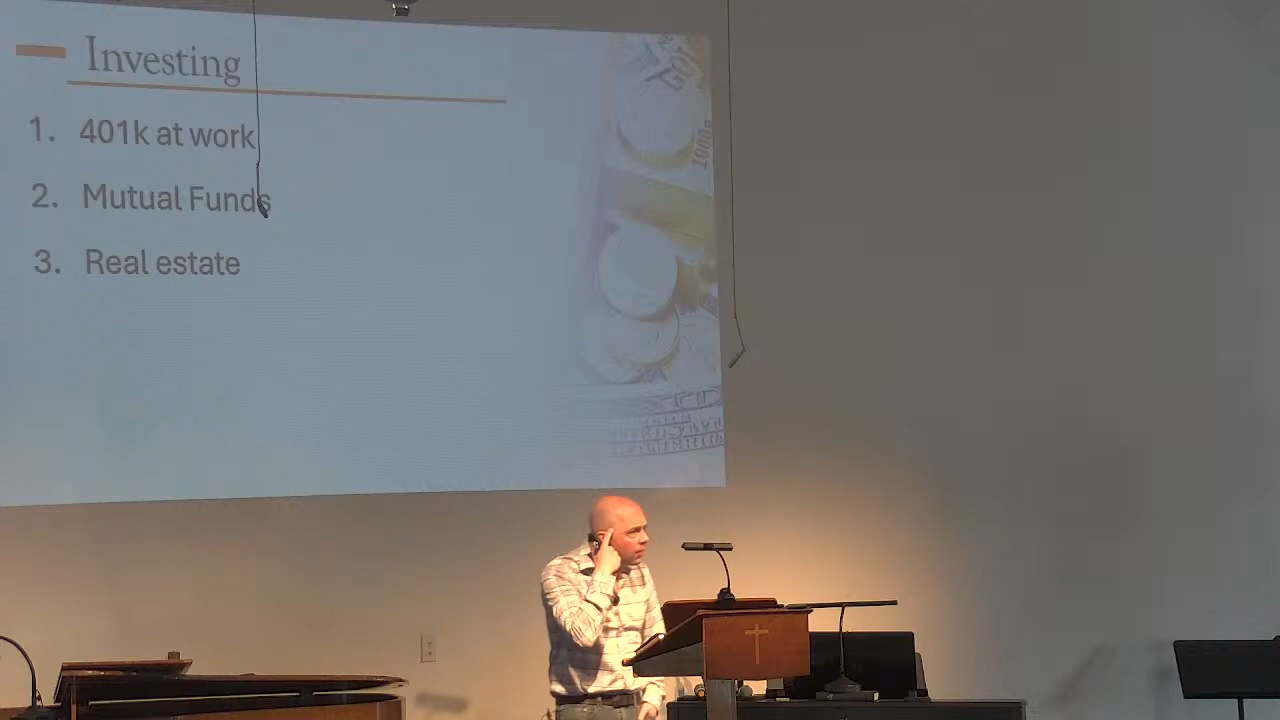 Investing
1. 401k at work
2. Mutual Funds
3. Real estate